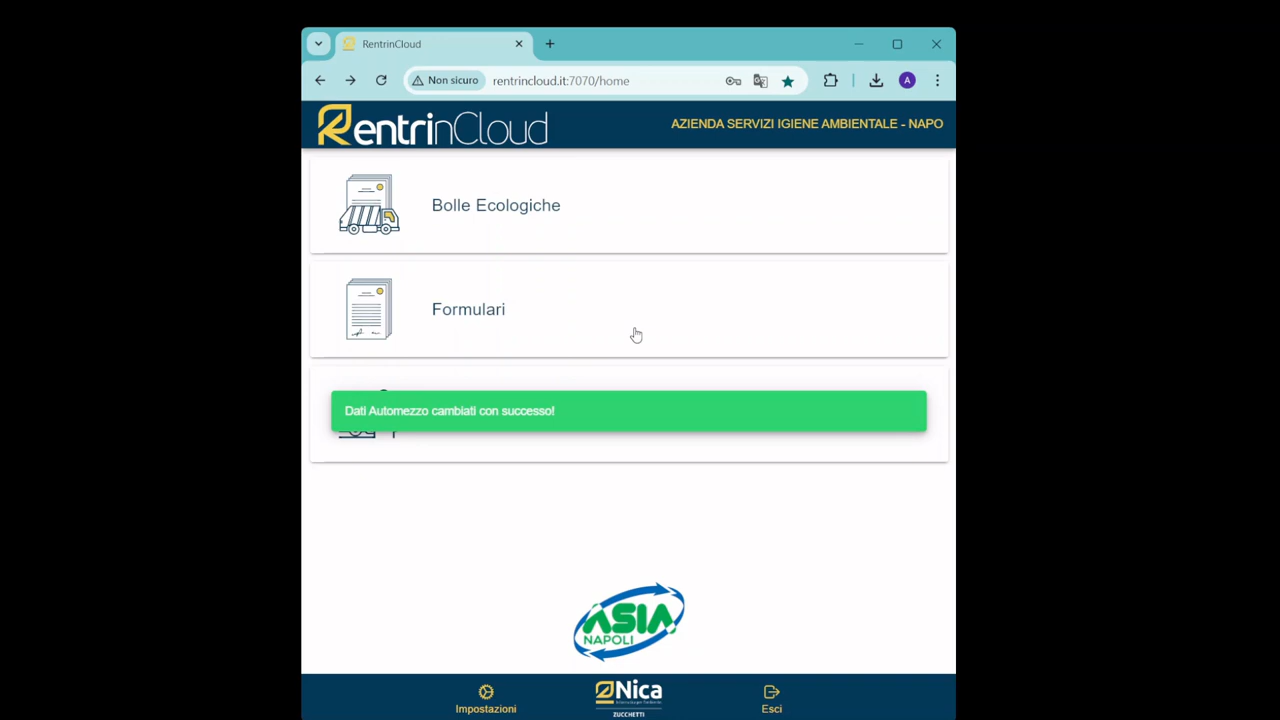 RentrinCloud
Non sicuro
rentrincloud.it:7070/home
A
RentrinCloud
AZIENDA SERVIZI IGIENE AMBIENTALE - NAPO
Bolle Ecologiche
Formulari
Dati Automezzo cambiati con successo!
ASIA
NAPOLI
Impostazioni
Nica
ZUCCHETTI
Esci